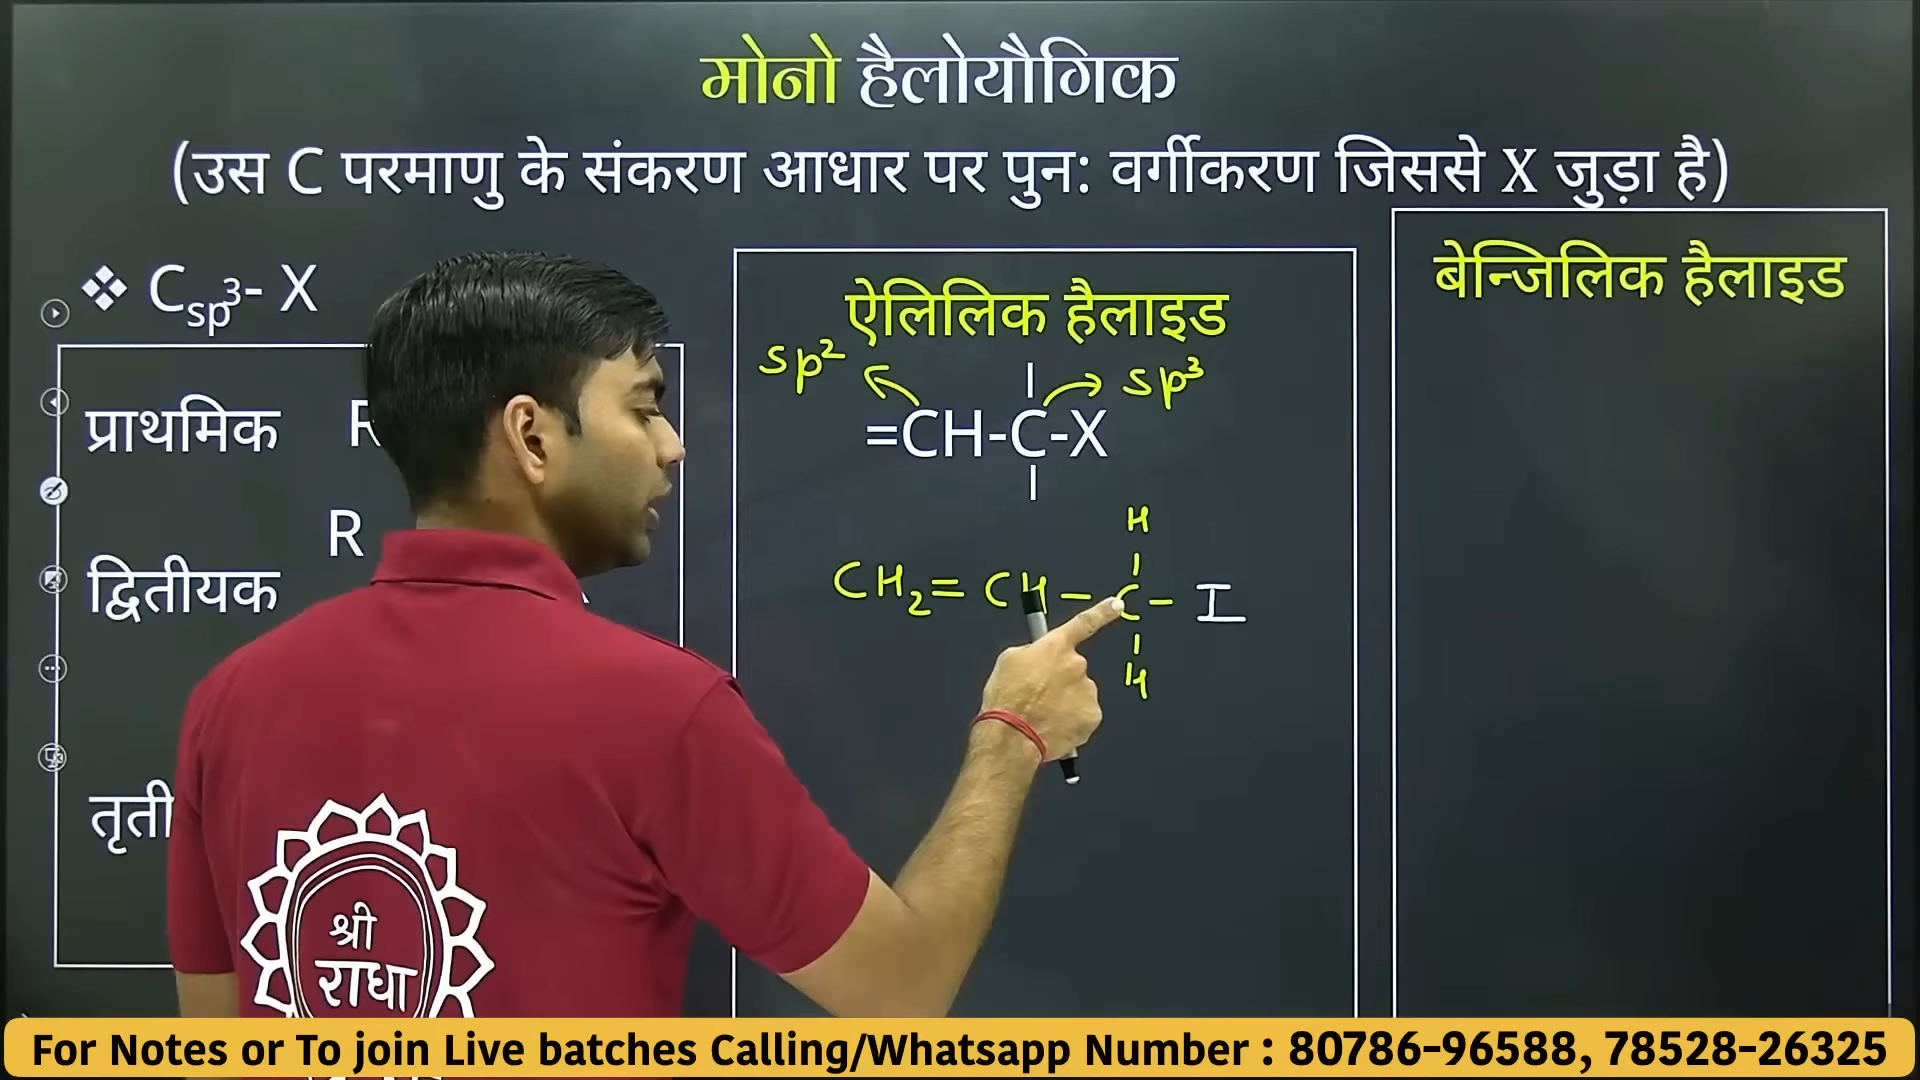 मोनो हैलोयौगिक
(उस C परमाणु के संकरण आधार पर पुन: वर्गीकरण जिससे X जुड़ा है)
❖ Csp³- X
प्राथमिक
R
द्वितीयक
ऐलिलिक हैलाइड
sp² sp³
=CH-C-X
H
CH₂ = CH - C - I
H
बेन्जिलिक हैलाइड
श्री
राधा
For Notes or To join Live batches Calling/Whatsapp Number : 80786-96588, 78528-26325